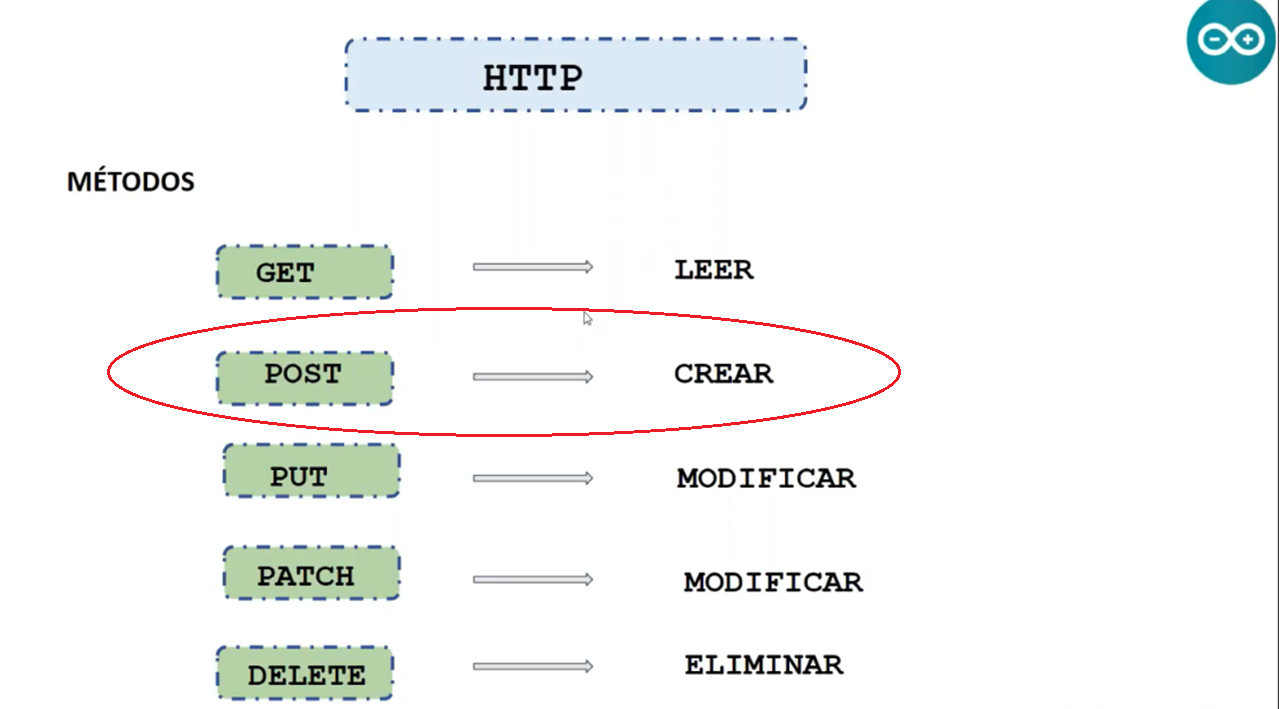 HTTP
MÉTODOS
GET LEER
POST CREAR
PUT MODIFICAR
PATCH MODIFICAR
DELETE ELIMINAR